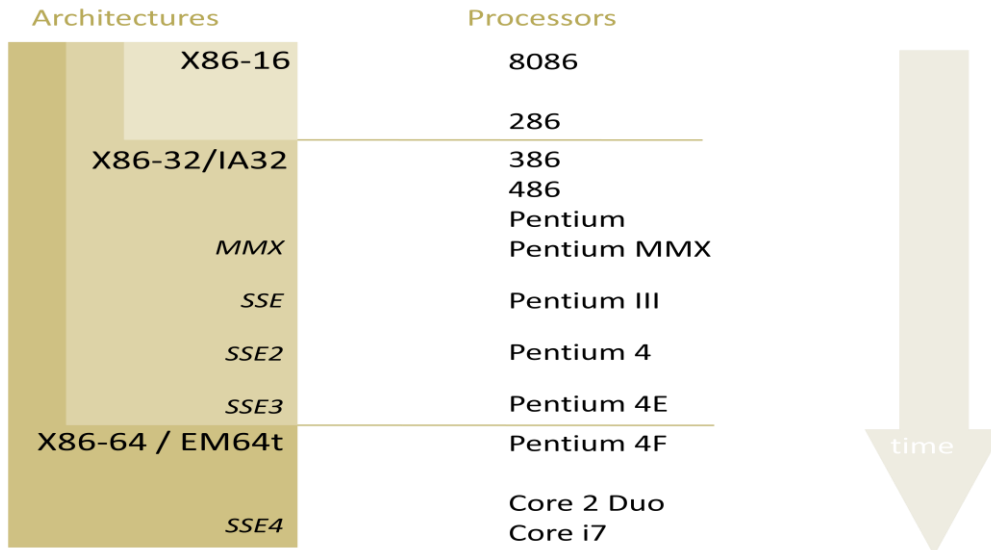 Architectures Processors
X86-16 8086
286
X86-32/IA32 386
486
Pentium
MMX Pentium MMX
SSE Pentium III
SSE2 Pentium 4
SSE3 Pentium 4E
X86-64 / EM64t Pentium 4F
time
Core 2 Duo
SSE4
Core i7